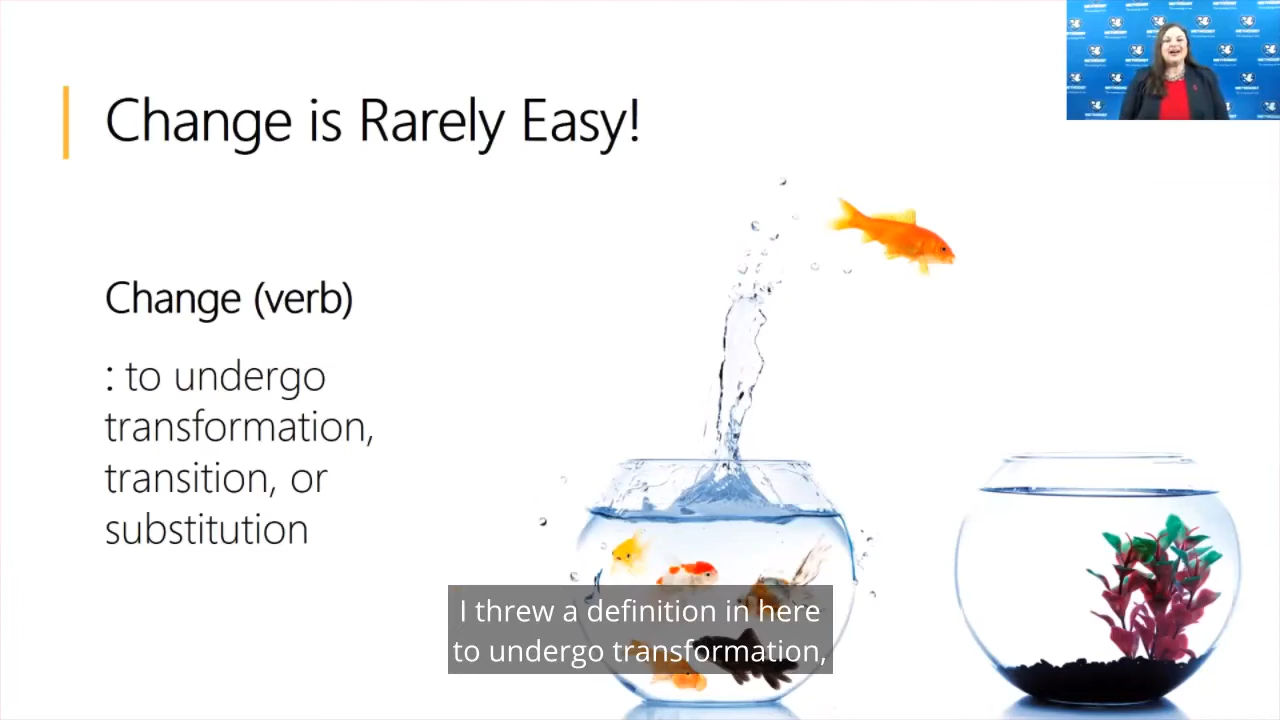 Change is Rarely Easy!
METHODIST
Change (verb)
: to undergo
transformation,
transition, or
substitution
I threw a definition in here
to undergo transformation,